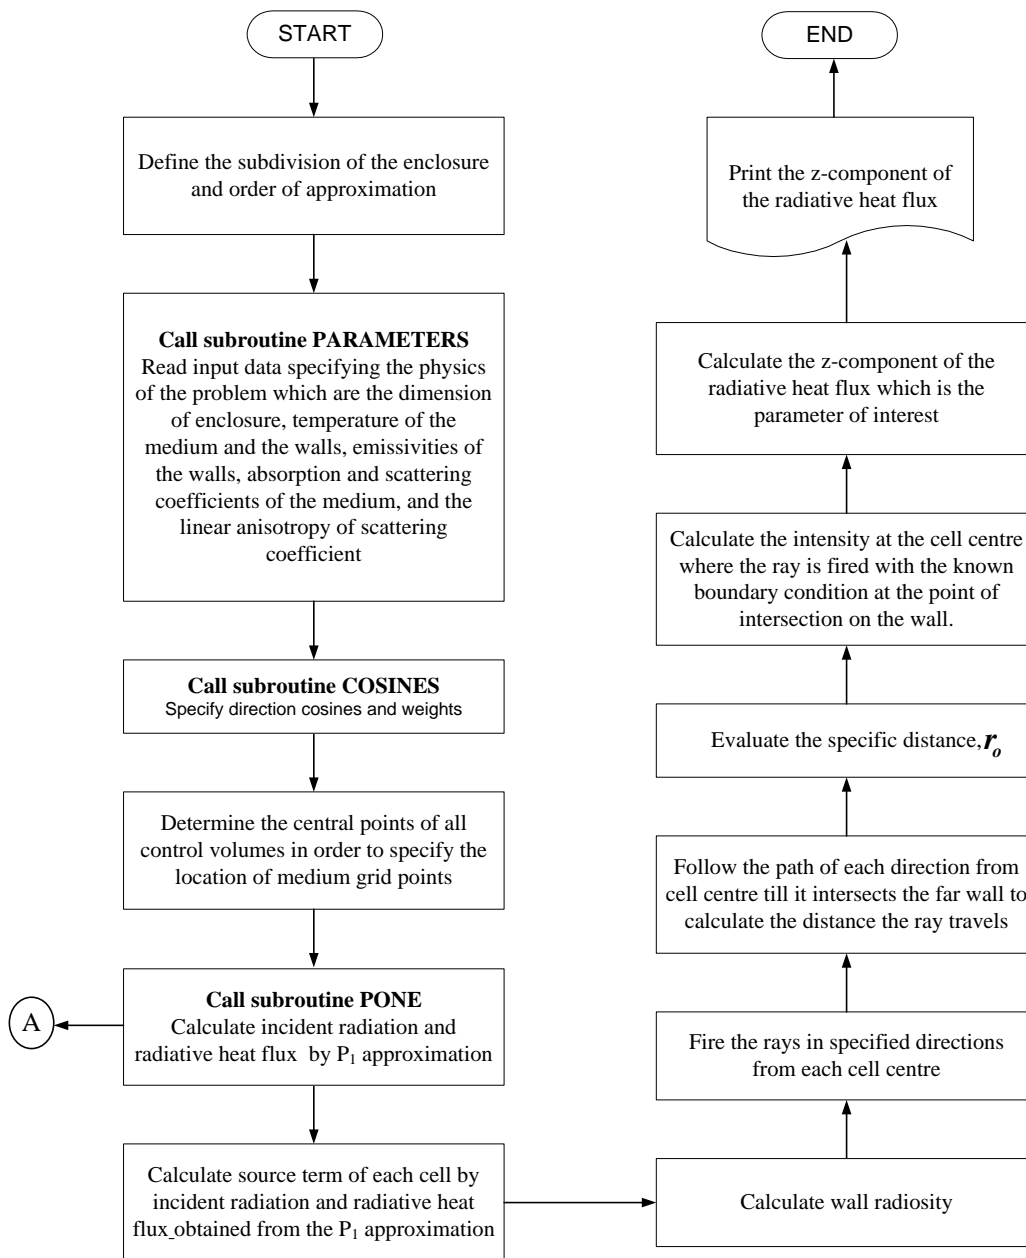 START
Define the subdivision of the enclosure
and order of approximation
Call subroutine PARAMETERS
Read input data specifying the physics
of the problem which are the dimension
of enclosure, temperature of the
medium and the walls, emissivities of
the walls, absorption and scattering
coefficients of the medium, and the
linear anisotropy of scattering
coefficient
Call subroutine COSINES
Specify direction cosines and weights
Determine the central points of all
control volumes in order to specify the
location of medium grid points
A
Call subroutine PONE
Calculate incident radiation and
radiative heat flux by P₁ approximation
Calculate source term of each cell by
incident radiation and radiative heat
flux obtained from the P₁ approximation
Calculate wall radiosity
Fire the rays in specified directions
from each cell centre
Follow the path of each direction from
cell centre till it intersects the far wall to
calculate the distance the ray travels
Evaluate the specific distance, rₒ
Calculate the intensity at the cell centre
where the ray is fired with the known
boundary condition at the point of
intersection on the wall.
Calculate the z-component of the
radiative heat flux which is the
parameter of interest
Print the z-component of
the radiative heat flux
END